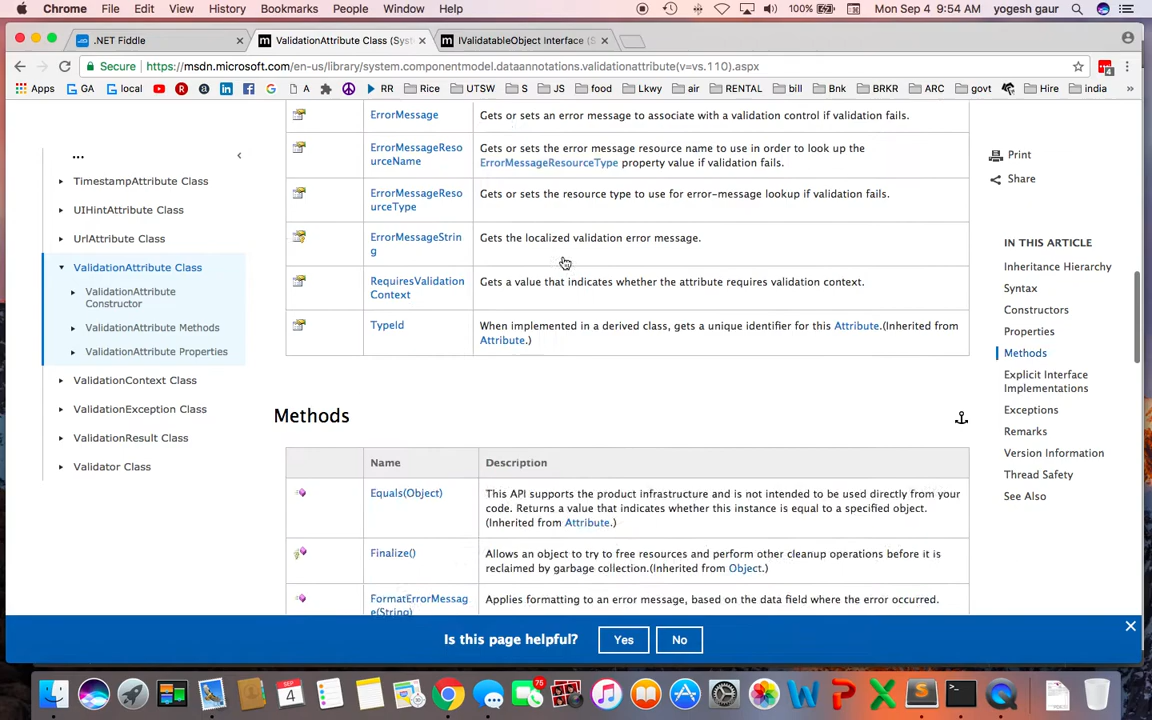 Chrome File Edit View History Bookmarks People Window Help 100% Mon Sep 4 9:54 AM yogesh gaur
.NET Fiddle
ValidationAttribute Class (Sys
IValidatableObject Interface (S
Secure https://msdn.microsoft.com/en-us/library/system.componentmodel.dataannotations.validationattribute(v=vs.110).aspx
4
Apps GA local A RR Rice UTSW S JS food Lkwy air RENTAL bill Bnk BRKR ARC govt Hire india
...
TimestampAttribute Class
UIHintAttribute Class
UrlAttribute Class
ValidationAttribute Class
ValidationAttribute
Constructor
ValidationAttribute Methods
ValidationAttribute Properties
ValidationContext Class
ValidationException Class
ValidationResult Class
Validator Class
ErrorMessage Gets or sets an error message to associate with a validation control if validation fails.
ErrorMessageReso
urceName
Gets or sets the error message resource name to use in order to look up the
ErrorMessageResourceType property value if validation fails.
ErrorMessageReso
urceType
Gets or sets the resource type to use for error-message lookup if validation fails.
ErrorMessageStrin
g
Gets the localized validation error message.
RequiresValidation
Context
Gets a value that indicates whether the attribute requires validation context.
TypeId
When implemented in a derived class, gets a unique identifier for this Attribute.(Inherited from
Attribute.)
Methods
Name Description
Equals(Object)
This API supports the product infrastructure and is not intended to be used directly from your
code. Returns a value that indicates whether this instance is equal to a specified object.
(Inherited from Attribute.)
Finalize()
Allows an object to try to free resources and perform other cleanup operations before it is
reclaimed by garbage collection.(Inherited from Object.)
FormatErrorMessag
e(String)
Applies formatting to an error message, based on the data field where the error occurred.
Print
Share
IN THIS ARTICLE
Inheritance Hierarchy
Syntax
Constructors
Properties
Methods
Explicit Interface
Implementations
Exceptions
Remarks
Version Information
Thread Safety
See Also
Is this page helpful? Yes No
SEP
4
75